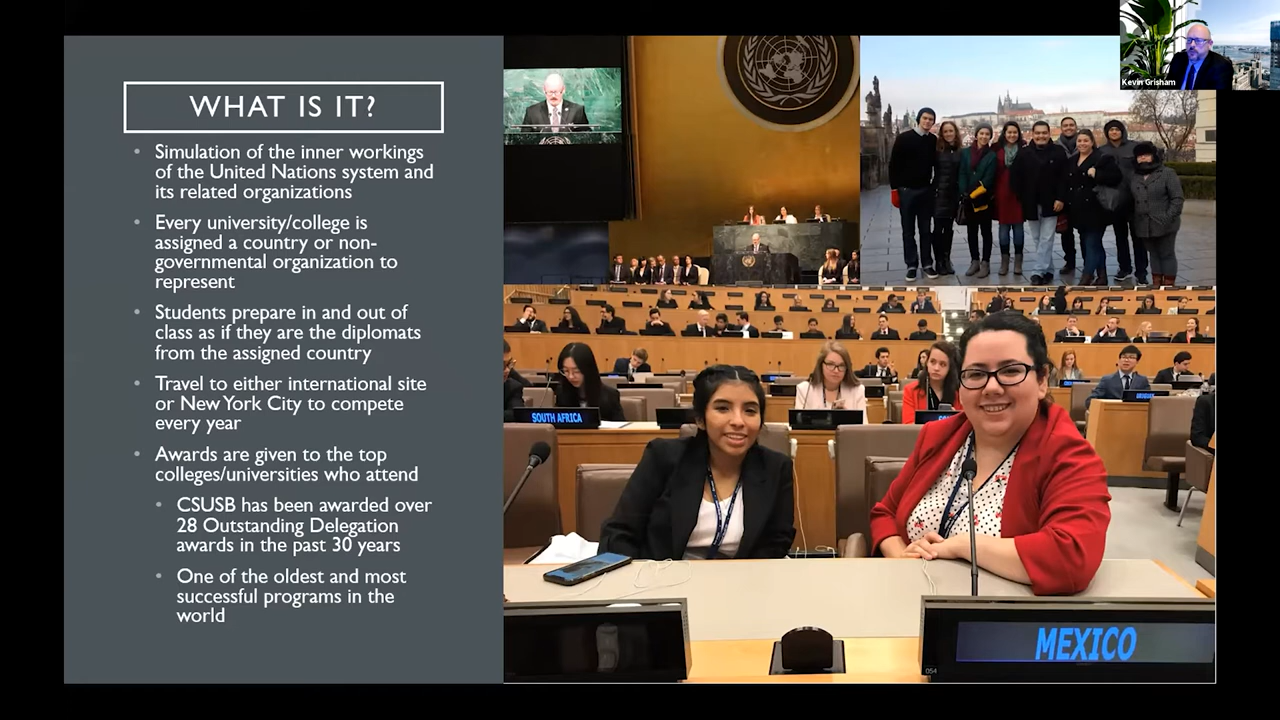 WHAT IS IT?
Simulation of the inner workings
of the United Nations system and
its related organizations
Every university/college is
assigned a country or non-
governmental organization to
represent
Students prepare in and out of
class as if they are the diplomats
from the assigned country
Travel to either international site
or New York City to compete
every year
Awards are given to the top
colleges/universities who attend
CSUSB has been awarded over
28 Outstanding Delegation
awards in the past 30 years
One of the oldest and most
successful programs in the
world
Kevin Grisham
SOUTH AFRICA
MEXICO
054